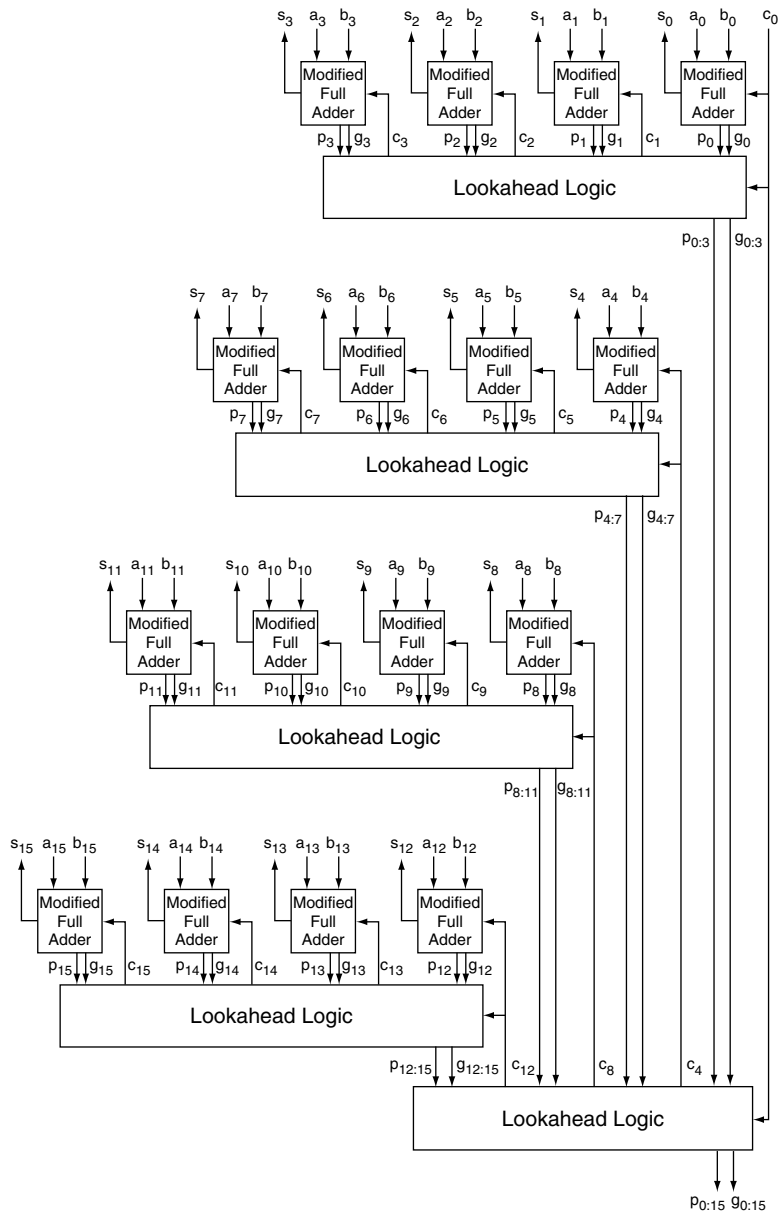 s3 a3 b3 s2 a2 b2 s1 a1 b1 s0 a0 b0 c0
Modified Full Adder Modified Full Adder Modified Full Adder Modified Full Adder
p3 g3 c3 p2 g2 c2 p1 g1 c1 p0 g0
Lookahead Logic
p0:3 g0:3
s7 a7 b7 s6 a6 b6 s5 a5 b5 s4 a4 b4
Modified Full Adder Modified Full Adder Modified Full Adder Modified Full Adder
p7 g7 c7 p6 g6 c6 p5 g5 c5 p4 g4
Lookahead Logic
p4:7 g4:7
s11 a11 b11 s10 a10 b10 s9 a9 b9 s8 a8 b8
Modified Full Adder Modified Full Adder Modified Full Adder Modified Full Adder
p11 g11 c11 p10 g10 c10 p9 g9 c9 p8 g8
Lookahead Logic
p8:11 g8:11
s15 a15 b15 s14 a14 b14 s13 a13 b13 s12 a12 b12
Modified Full Adder Modified Full Adder Modified Full Adder Modified Full Adder
p15 g15 c15 p14 g14 c14 p13 g13 c13 p12 g12
Lookahead Logic
p12:15 g12:15 c12 c8 c4
Lookahead Logic
p0:15 g0:15